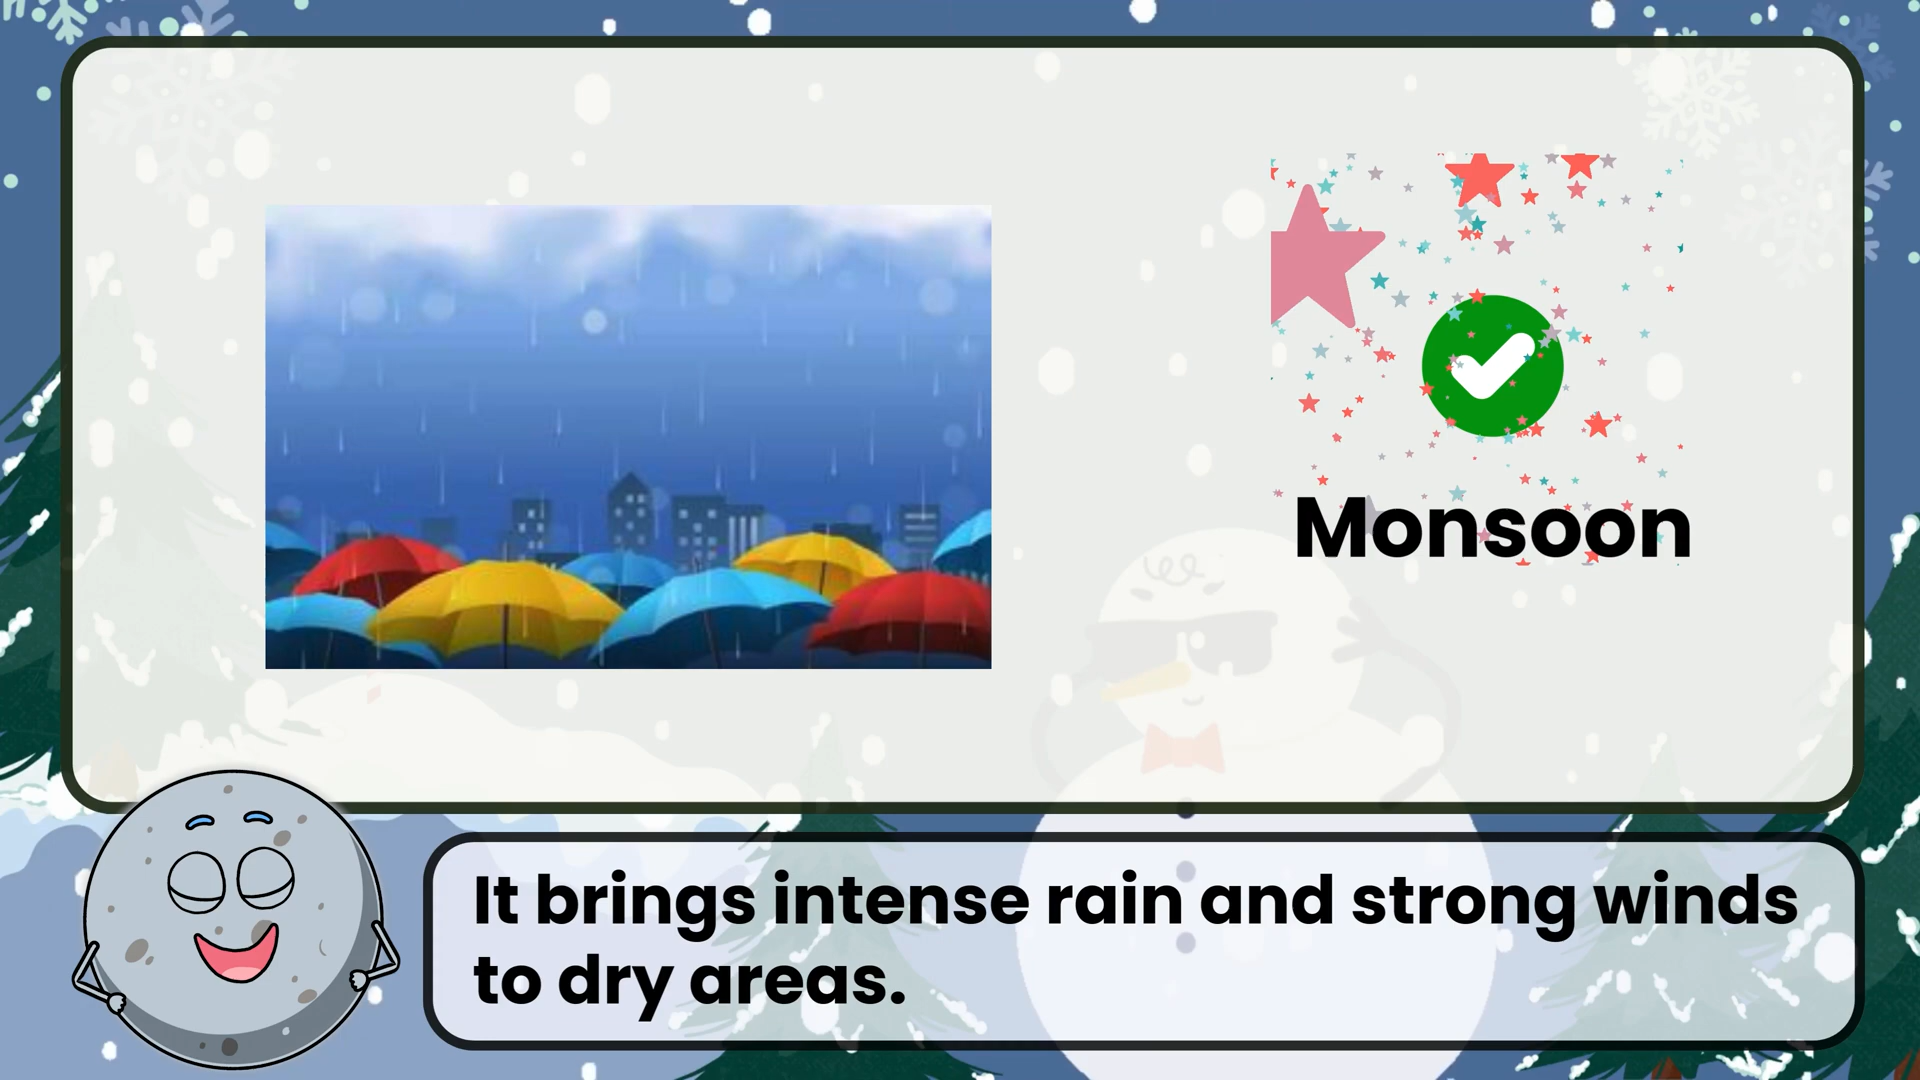 Monsoon
It brings intense rain and strong winds
to dry areas.